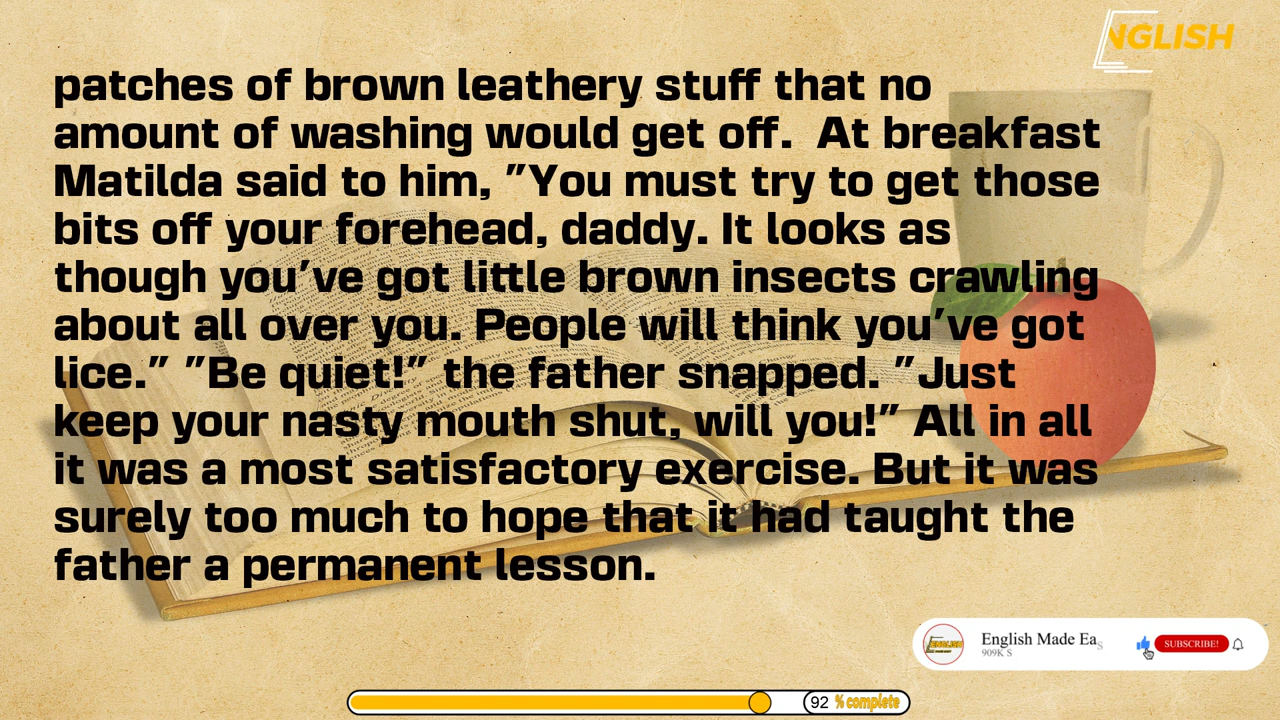 NGLISH
patches of brown leathery stuff that no
amount of washing would get off.  At breakfast
Matilda said to him, "You must try to get those
bits off your forehead, daddy. It looks as
though you've got little brown insects crawling
about all over you. People will think you've got
lice." "Be quiet!" the father snapped. "Just
keep your nasty mouth shut, will you!" All in all
it was a most satisfactory exercise. But it was
surely too much to hope that it had taught the
father a permanent lesson.
English Made Eas
909K S
SUBSCRIBE!
92 % complete